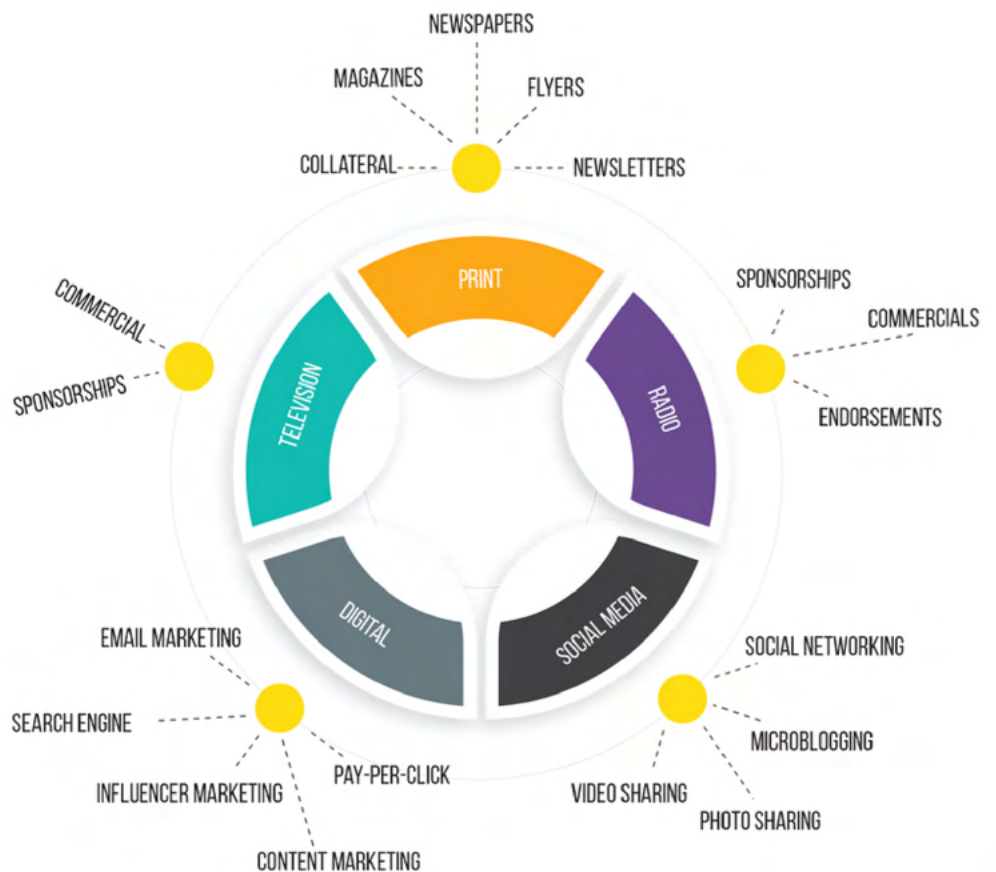 NEWSPAPERS
MAGAZINES
FLYERS
COLLATERAL
NEWSLETTERS
PRINT
SPONSORSHIPS
COMMERCIALS
ENDORSEMENTS
RADIO
COMMERCIAL
SPONSORSHIPS
TELEVISION
DIGITAL
SOCIAL MEDIA
EMAIL MARKETING
SEARCH ENGINE
INFLUENCER MARKETING
CONTENT MARKETING
PAY-PER-CLICK
SOCIAL NETWORKING
MICROBLOGGING
VIDEO SHARING
PHOTO SHARING